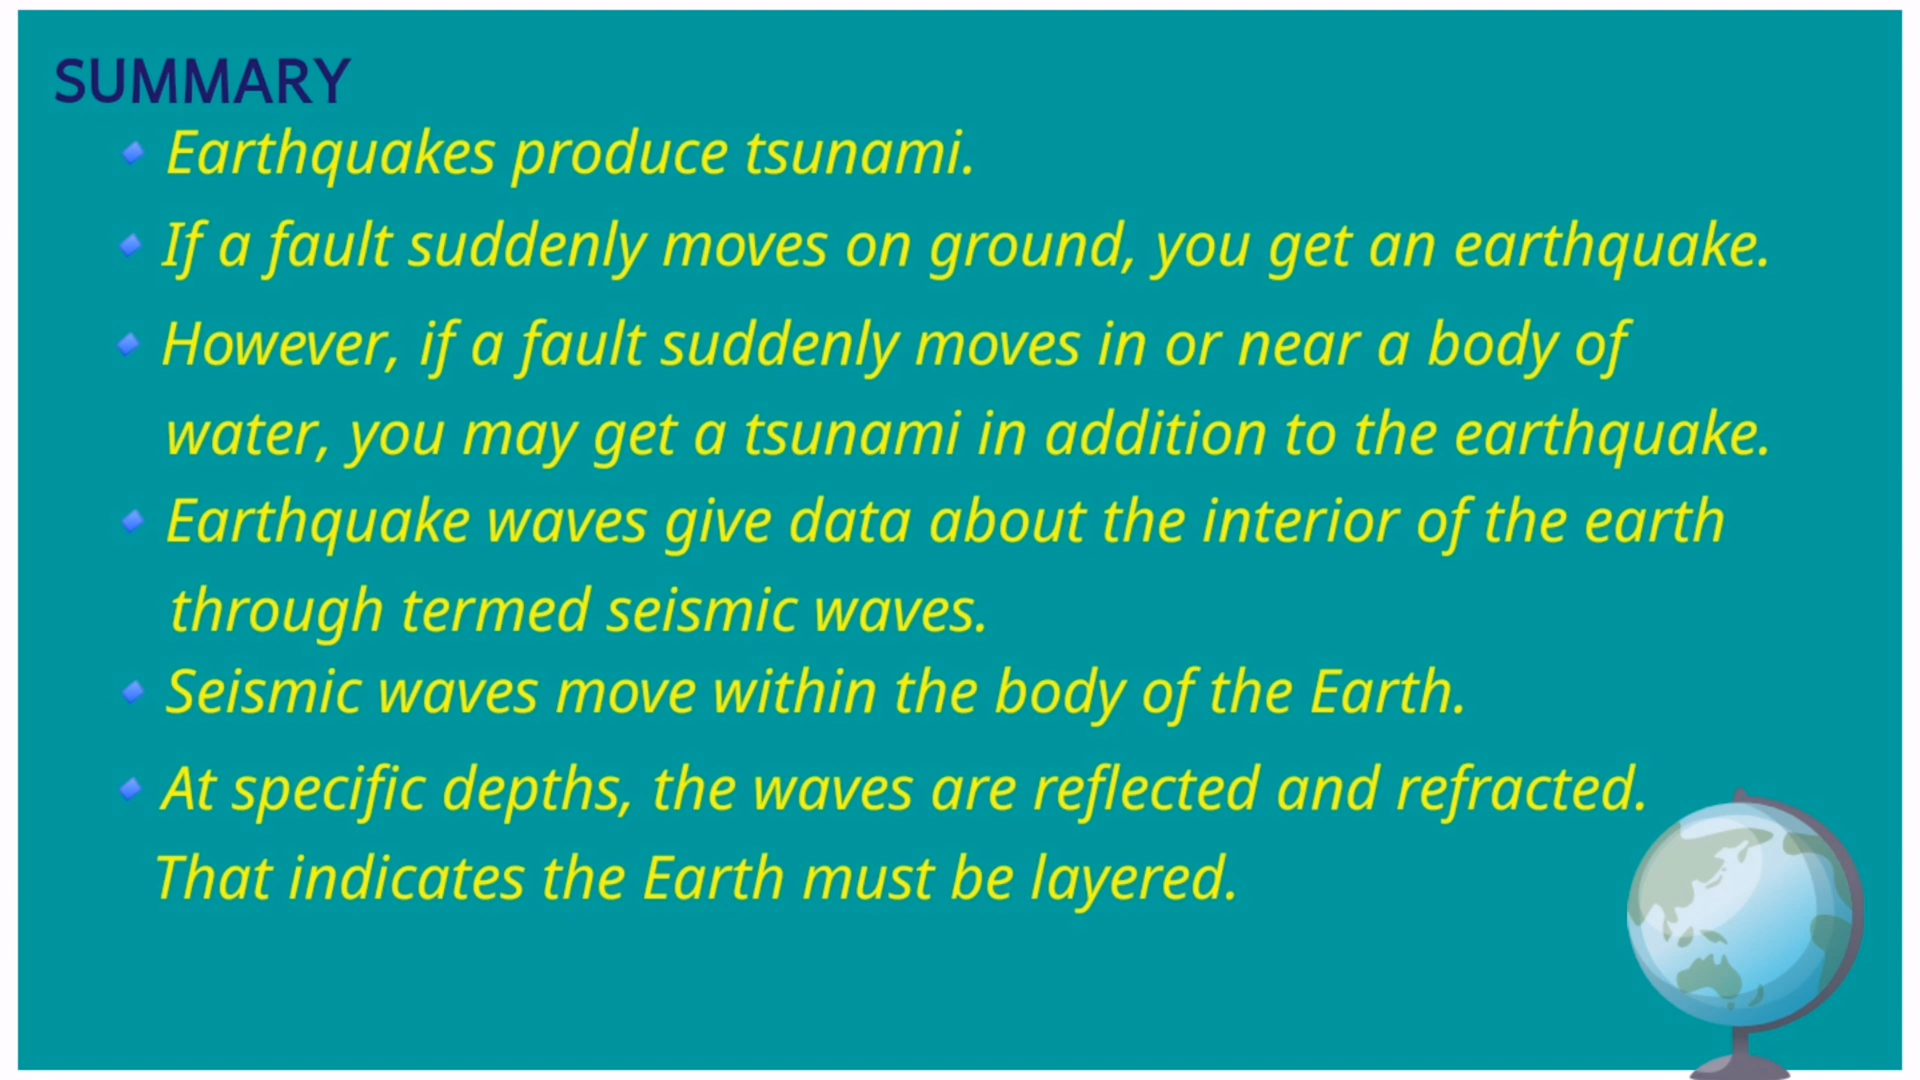 SUMMARY
Earthquakes produce tsunami.
If a fault suddenly moves on ground, you get an earthquake.
However, if a fault suddenly moves in or near a body of
water, you may get a tsunami in addition to the earthquake.
Earthquake waves give data about the interior of the earth
through termed seismic waves.
Seismic waves move within the body of the Earth.
At specific depths, the waves are reflected and refracted.
That indicates the Earth must be layered.